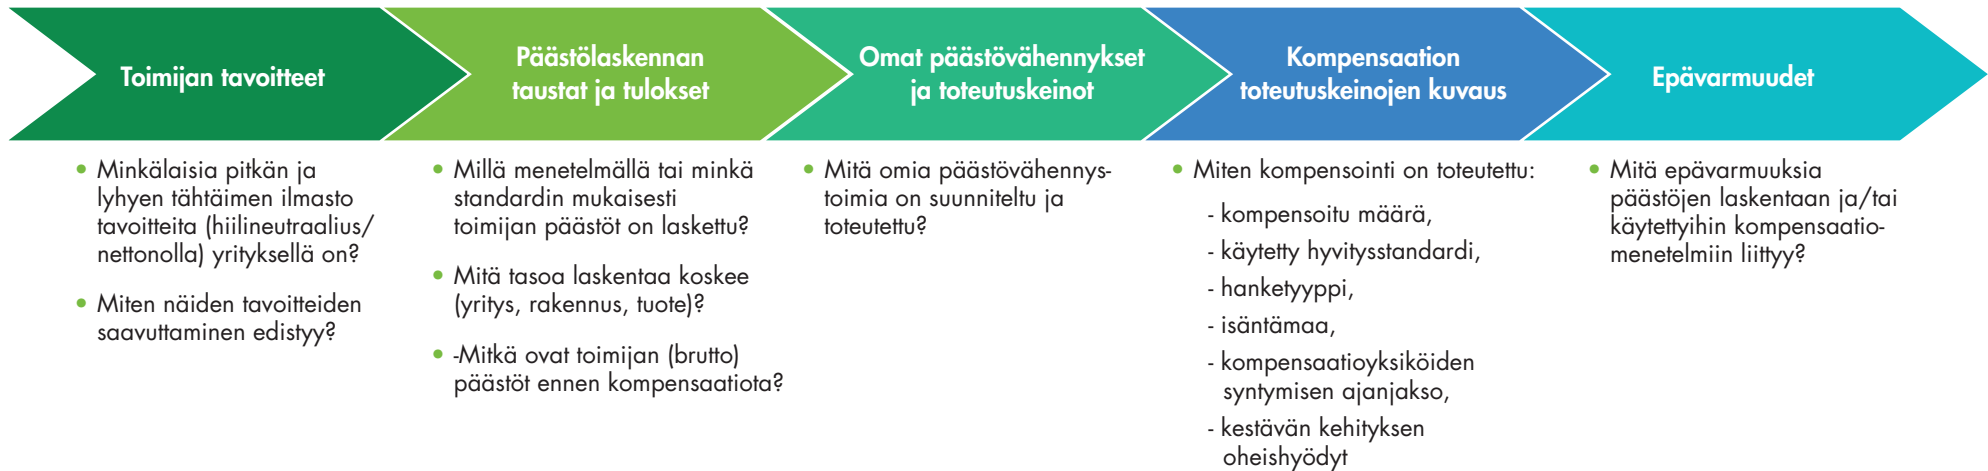 Toimijan tavoitteet
Päästölaskennan
taustat ja tulokset
Omat päästövähennykset
ja toteutuskeinot
Kompensaation
toteutuskeinojen kuvaus
Epävarmuudet
• Minkälaisia pitkän ja
lyhyen tähtäimen ilmasto
tavoitteita (hiilineutraalius/
nettonolla) yrityksellä on?
• Miten näiden tavoitteiden
saavuttaminen edistyy?
• Millä menetelmällä tai minkä
standardin mukaisesti
toimijan päästöt on laskettu?
• Mitä tasoa laskentaa koskee
(yritys, rakennus, tuote)?
• -Mitkä ovat toimijan (brutto)
päästöt ennen kompensaatiota?
• Mitä omia päästövähennys-
toimia on suunniteltu ja
toteutettu?
• Miten kompensointi on toteutettu:
- kompensoitu määrä,
- käytetty hyvitysstandardi,
- hanketyyppi,
- isäntämaa,
- kompensaatioyksiköiden
syntymisen ajanjakso,
- kestävän kehityksen
oheishyödyt
• Mitä epävarmuuksia
päästöjen laskentaan ja/tai
käytettyihin kompensaatio-
menetelmiin liittyy?